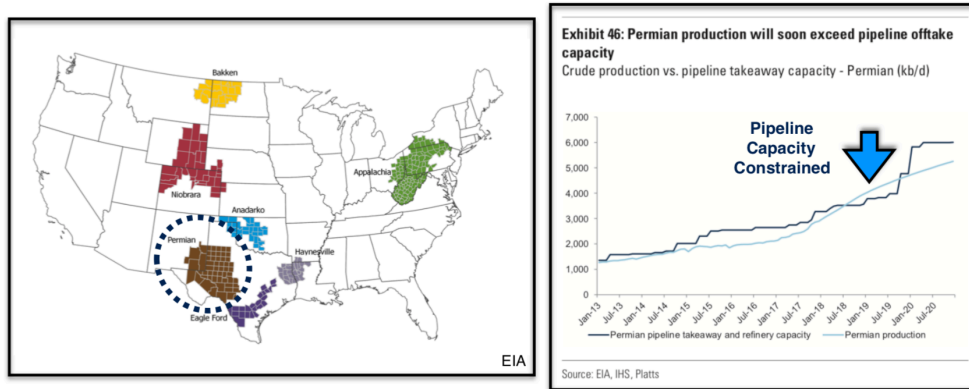 Bakken
Niobrara
Appalachia
Anadarko
Permian
Haynesville
Eagle Ford
EIA
Exhibit 46: Permian production will soon exceed pipeline offtake
capacity
Crude production vs. pipeline takeaway capacity - Permian (kb/d)
7,000
6,000
5,000
4,000
3,000
2,000
1,000
0
Pipeline
Capacity
Constrained
Jan-13
Jul-13
Jan-14
Jul-14
Jan-15
Jul-15
Jan-16
Jul-16
Jan-17
Jul-17
Jan-18
Jul-18
Jan-19
Jul-19
Jan-20
Jul-20
Permian pipeline takeaway and refinery capacity
Permian production
Source: EIA, IHS, Platts